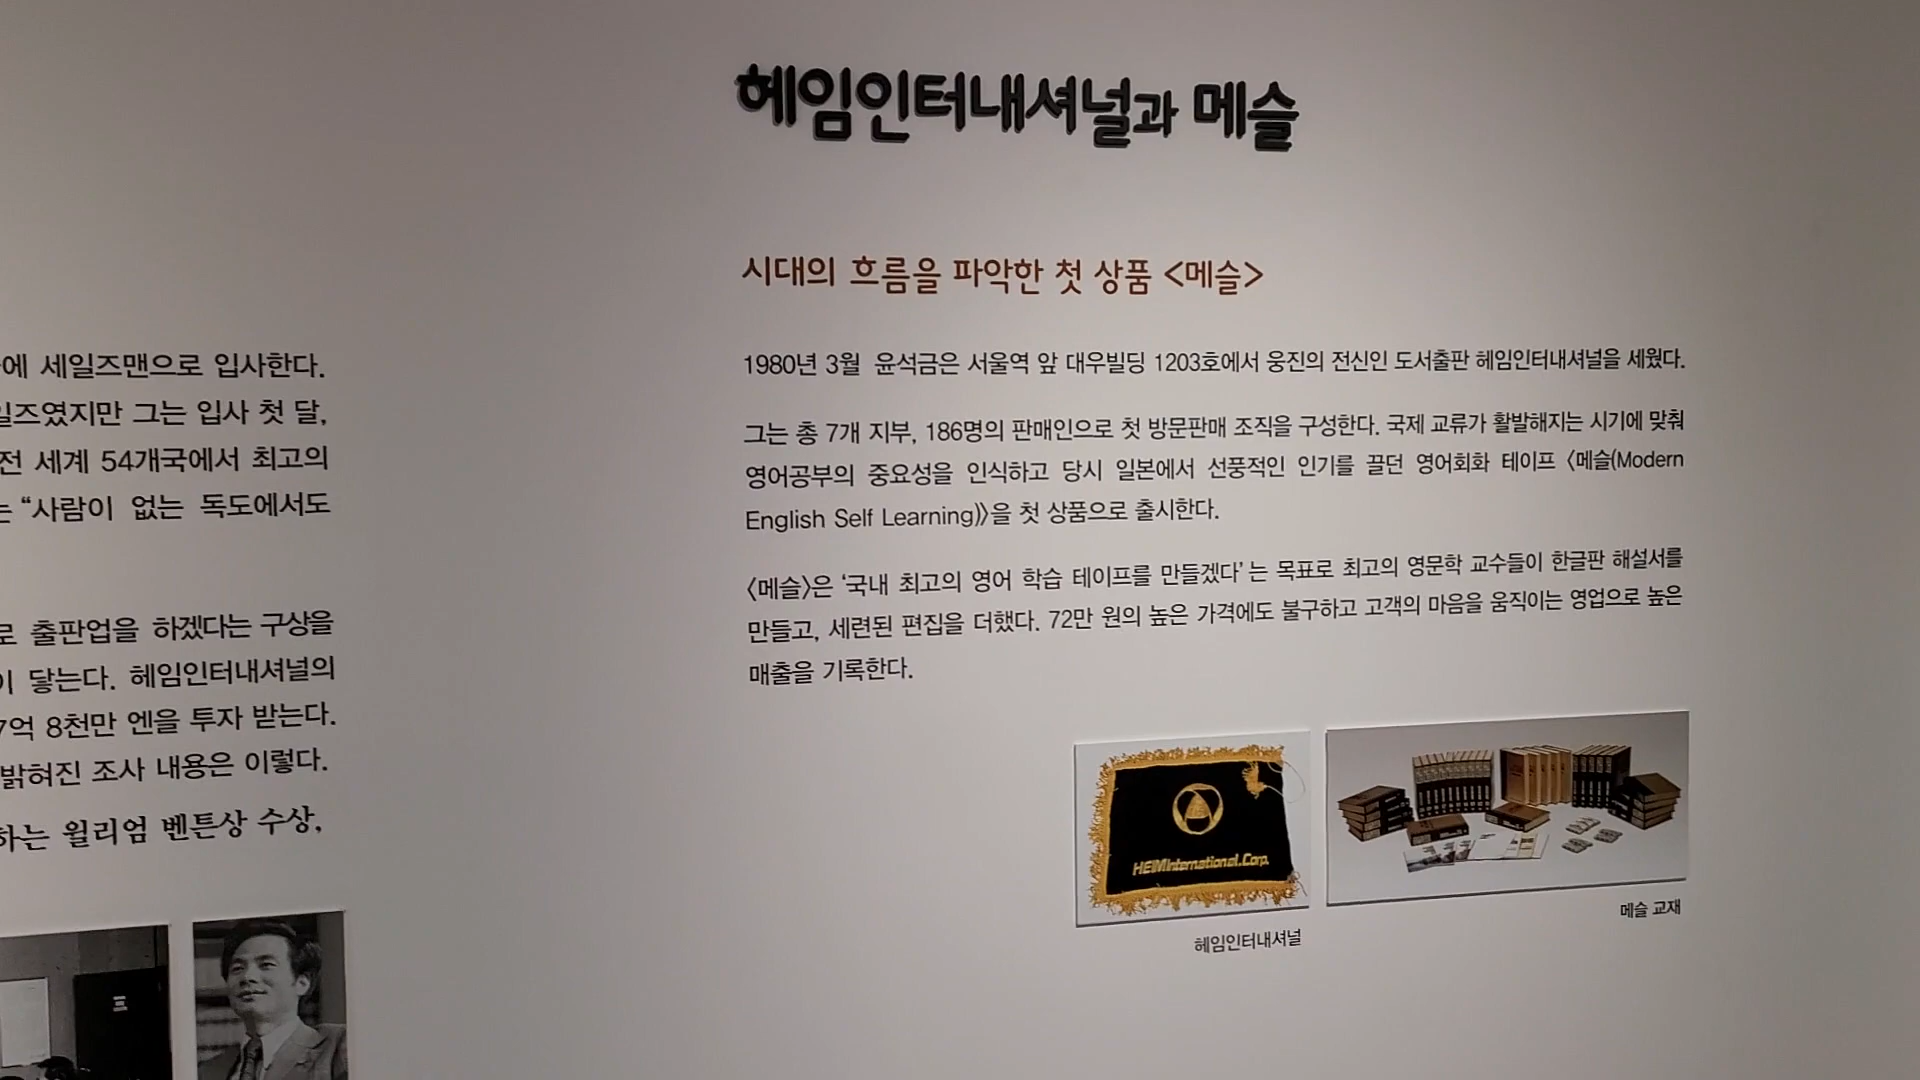 에 세일즈맨으로 입사한다.
일즈였지만 그는 입사 첫 달,
전 세계 54개국에서 최고의
는 “사람이 없는 독도에서도
로 출판업을 하겠다는 구상을
이 닿는다. 헤임인터내셔널의
7억 8천만 엔을 투자 받는다.
밝혀진 조사 내용은 이렇다.
하는 윌리엄 벤튼상 수상,
헤임인터내셔널과 메슬
시대의 흐름을 파악한 첫 상품 <메슬>
1980년 3월 윤석금은 서울역 앞 대우빌딩 1203호에서 웅진의 전신인 도서출판 헤임인터내셔널을 세웠다.
그는 총 7개 지부, 186명의 판매인으로 첫 방문판매 조직을 구성한다. 국제 교류가 활발해지는 시기에 맞춰
영어공부의 중요성을 인식하고 당시 일본에서 선풍적인 인기를 끌던 영어회화 테이프 〈메슬(Modern
English Self Learning)〉을 첫 상품으로 출시한다.
〈메슬〉은 ‘국내 최고의 영어 학습 테이프를 만들겠다’는 목표로 최고의 영문학 교수들이 한글판 해설서를
만들고, 세련된 편집을 더했다. 72만 원의 높은 가격에도 불구하고 고객의 마음을 움직이는 영업으로 높은
매출을 기록한다.
HEIM International. Corp.
헤임인터내셔널
메슬 교재